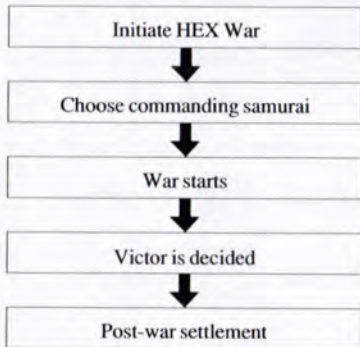 Initiate HEX War
Choose commanding samurai
War starts
Victor is decided
Post-war settlement